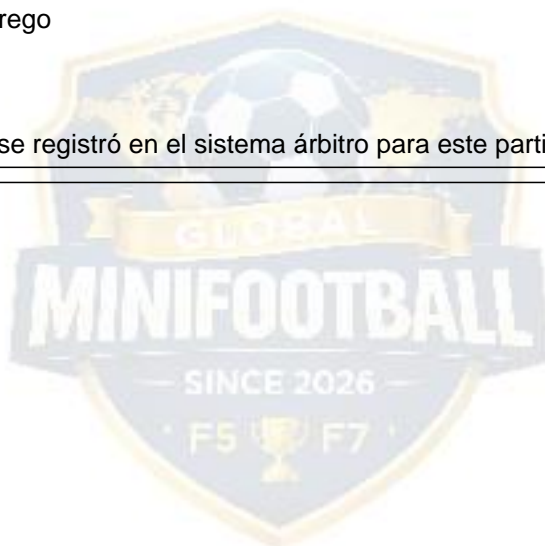 rego
se registró en el sistema árbitro para este parti
GLOBAL
MINIFOOTBALL
SINCE 2026
F5 F7